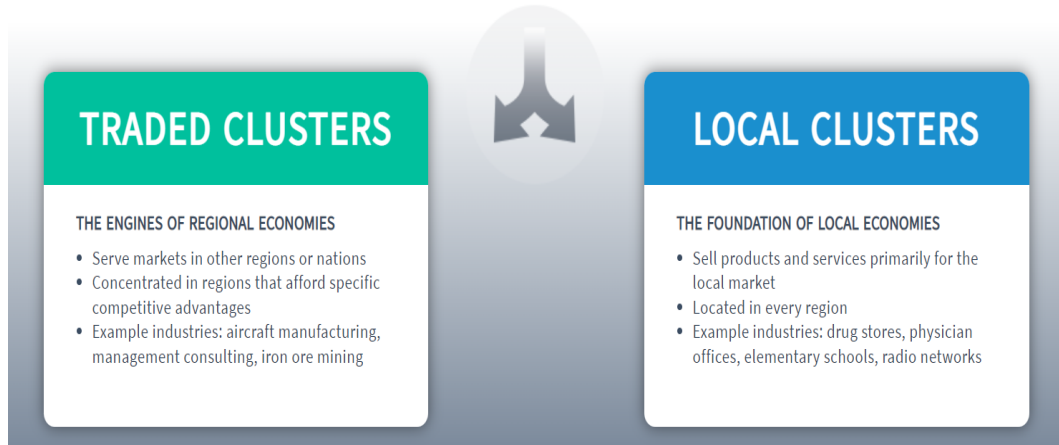 TRADED CLUSTERS
THE ENGINES OF REGIONAL ECONOMIES
• Serve markets in other regions or nations
• Concentrated in regions that afford specific
competitive advantages
• Example industries: aircraft manufacturing,
management consulting, iron ore mining
LOCAL CLUSTERS
THE FOUNDATION OF LOCAL ECONOMIES
• Sell products and services primarily for the
local market
• Located in every region
• Example industries: drug stores, physician
offices, elementary schools, radio networks